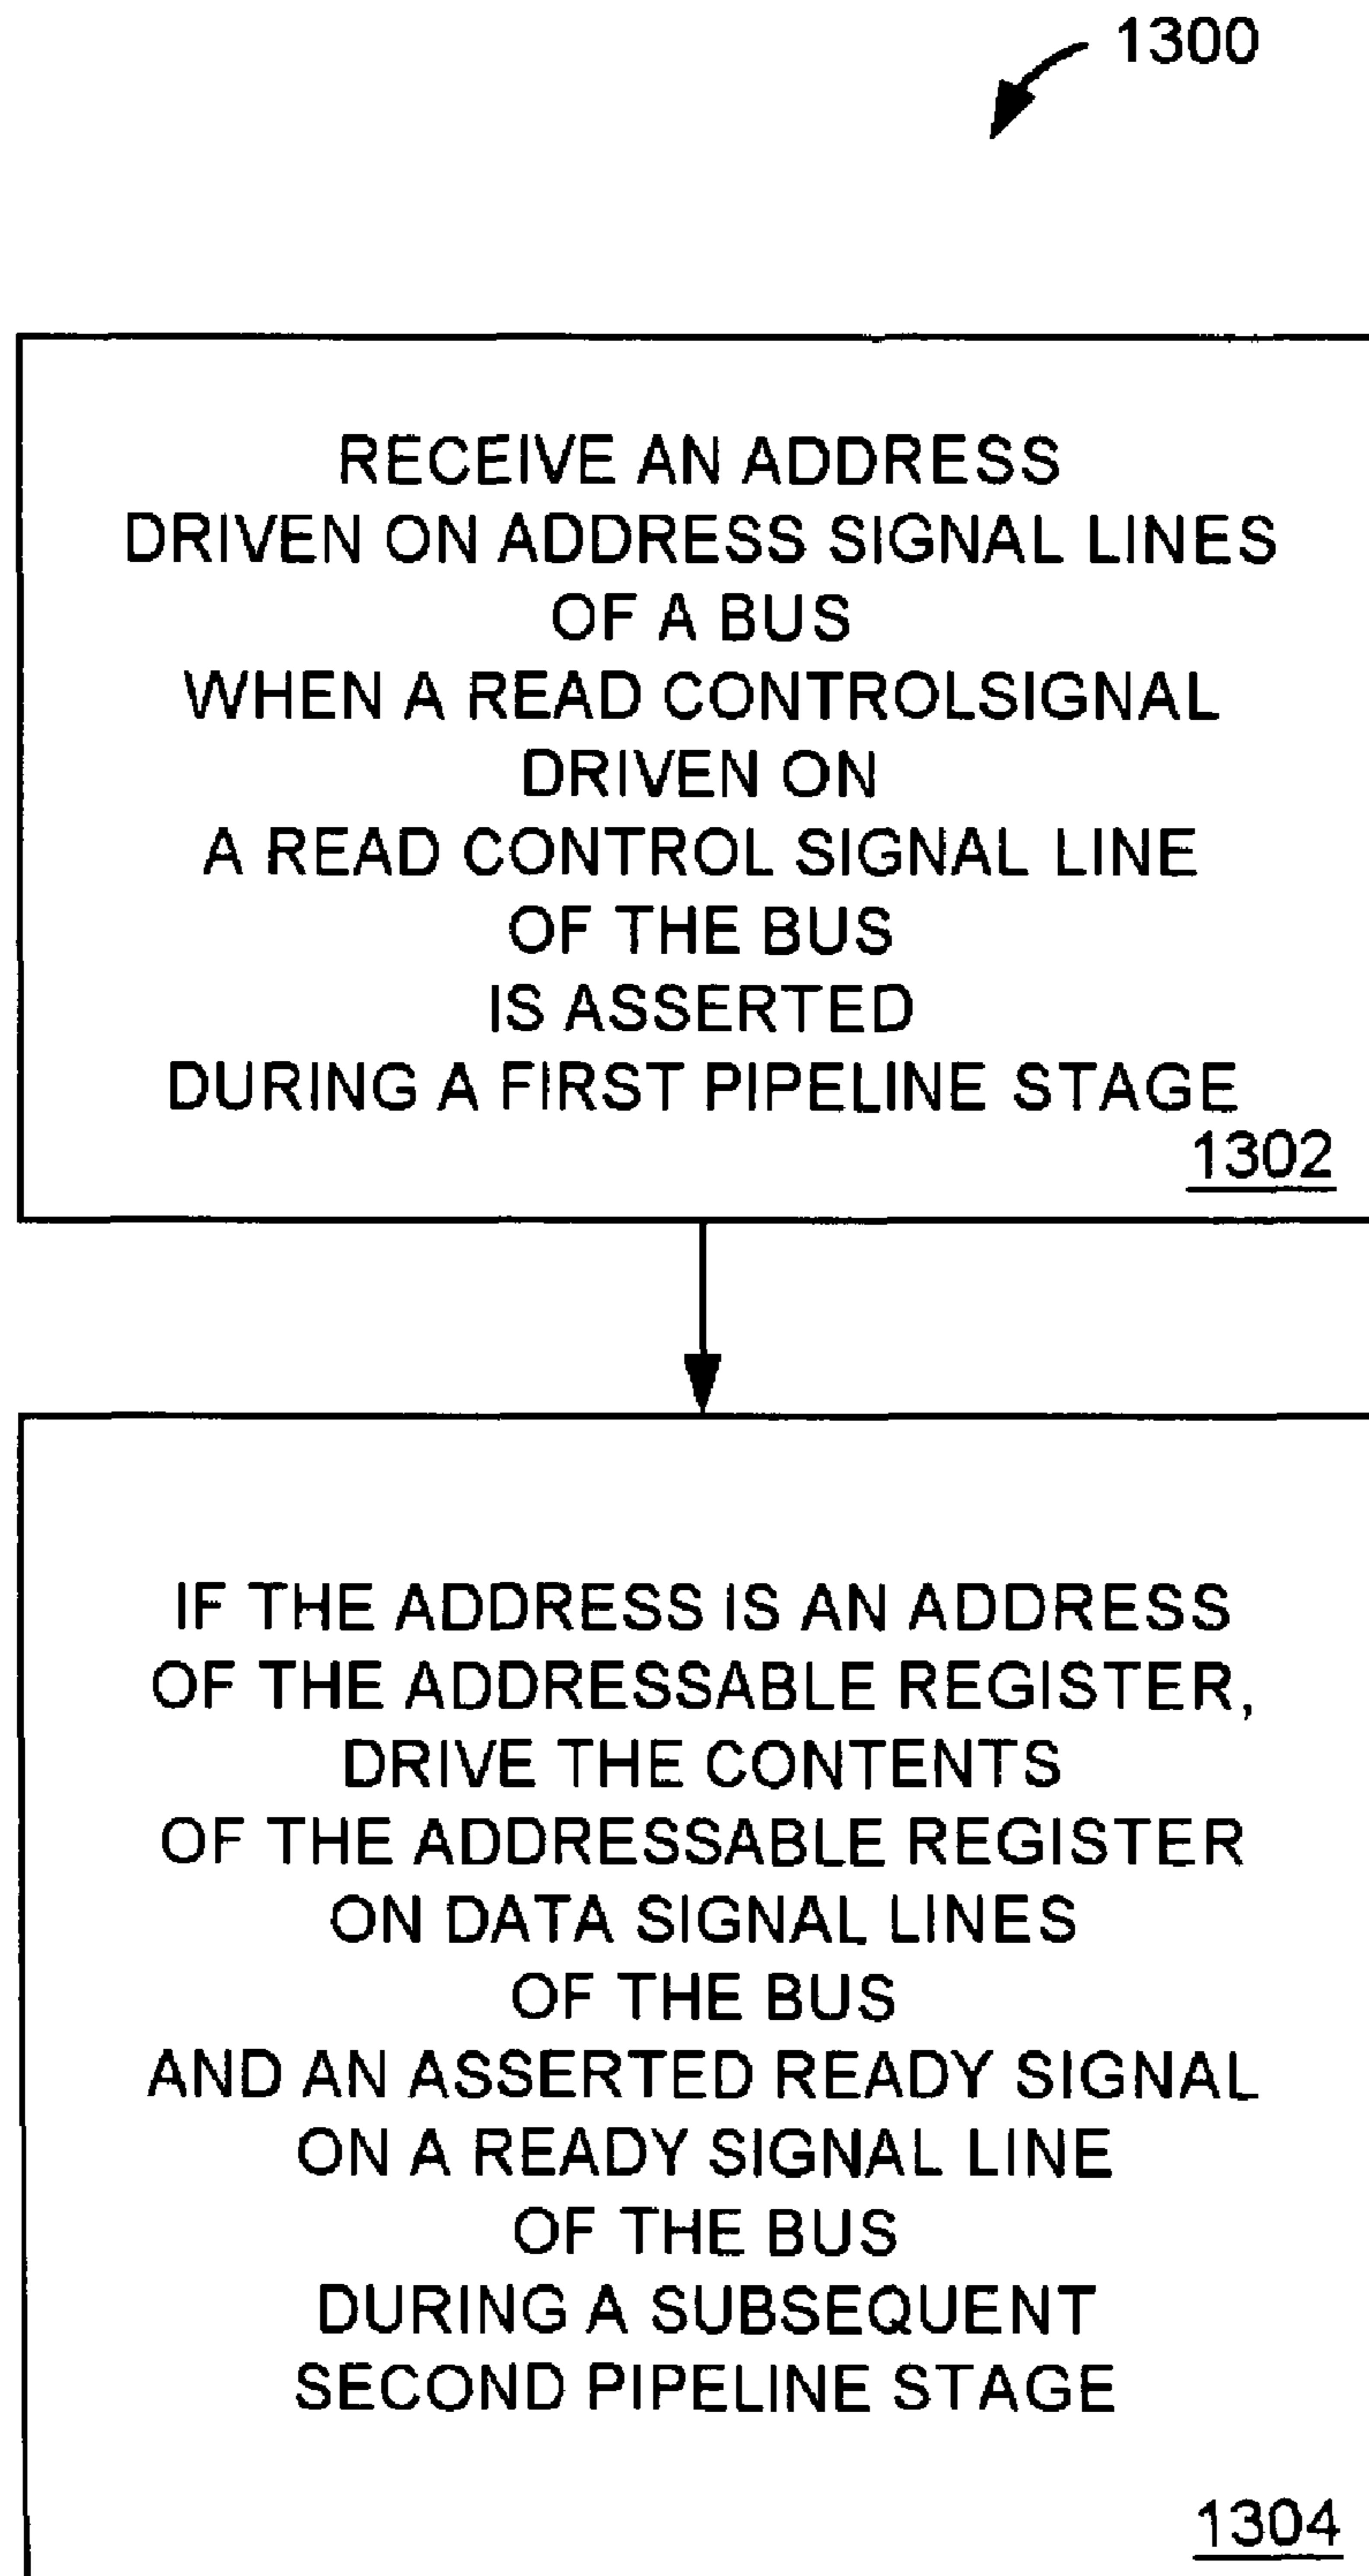 1300
RECEIVE AN ADDRESS
DRIVEN ON ADDRESS SIGNAL LINES
OF A BUS
WHEN A READ CONTROLSIGNAL
DRIVEN ON
A READ CONTROL SIGNAL LINE
OF THE BUS
IS ASSERTED
DURING A FIRST PIPELINE STAGE
1302
IF THE ADDRESS IS AN ADDRESS
OF THE ADDRESSABLE REGISTER,
DRIVE THE CONTENTS
OF THE ADDRESSABLE REGISTER
ON DATA SIGNAL LINES
OF THE BUS
AND AN ASSERTED READY SIGNAL
ON A READY SIGNAL LINE
OF THE BUS
DURING A SUBSEQUENT
SECOND PIPELINE STAGE
1304